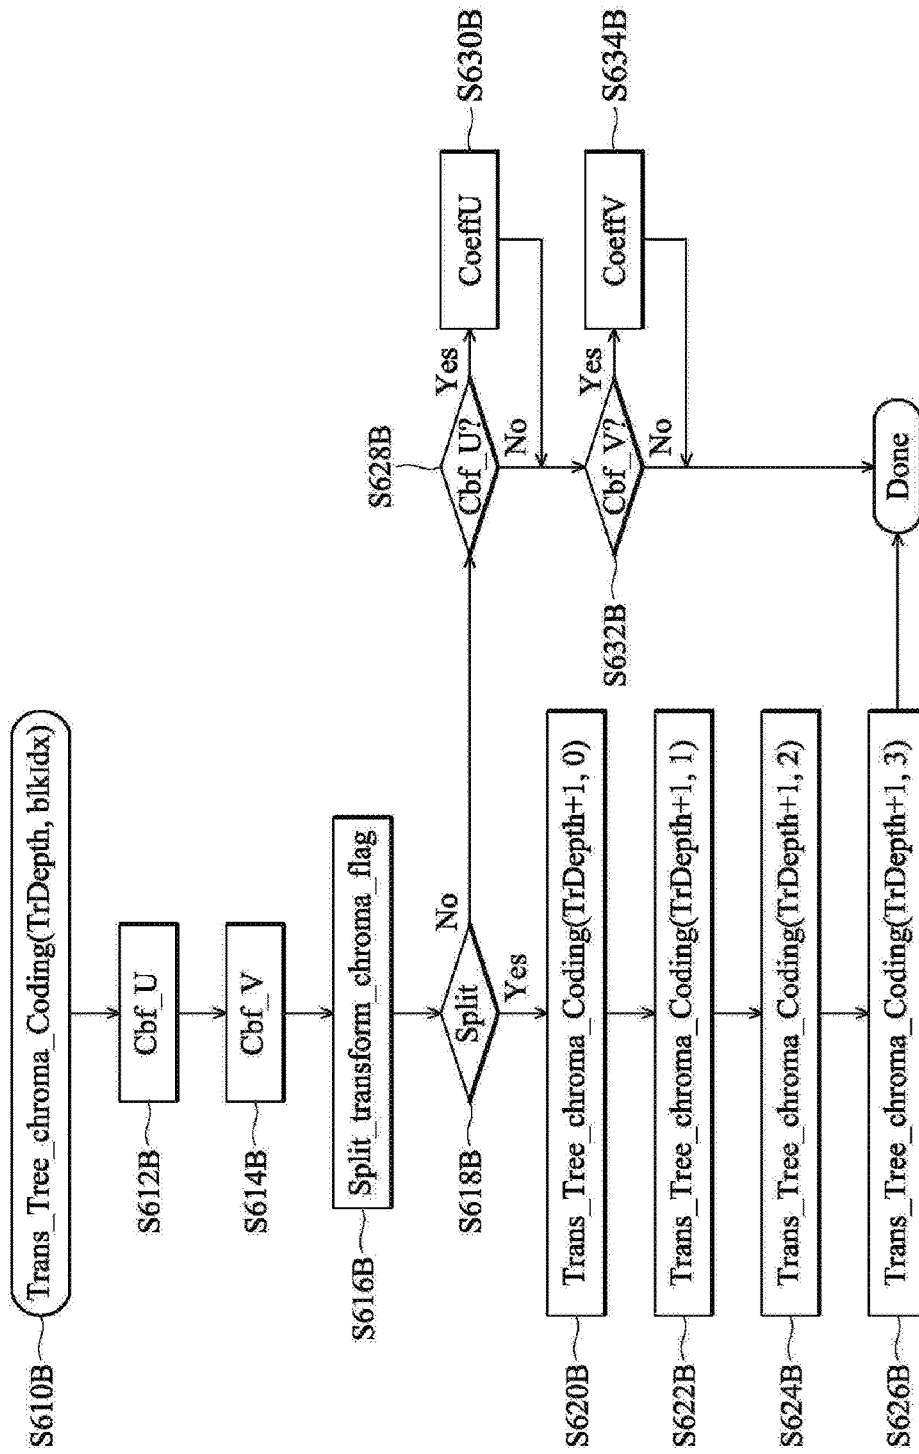 S610B
Trans_Tree_chroma_Coding(TrDepth, blkIdx)
S612B
Cbf_U
S614B
Cbf_V
S616B
Split_transform_chroma_flag
S618B
Split
No
Yes
S620B
Trans_Tree_chroma_Coding(TrDepth+1, 0)
S622B
Trans_Tree_chroma_Coding(TrDepth+1, 1)
S624B
Trans_Tree_chroma_Coding(TrDepth+1, 2)
S626B
Trans_Tree_chroma_Coding(TrDepth+1, 3)
S628B
Cbf_U?
Yes
No
CoeffU
S630B
S632B
Cbf_V?
Yes
No
CoeffV
S634B
Done